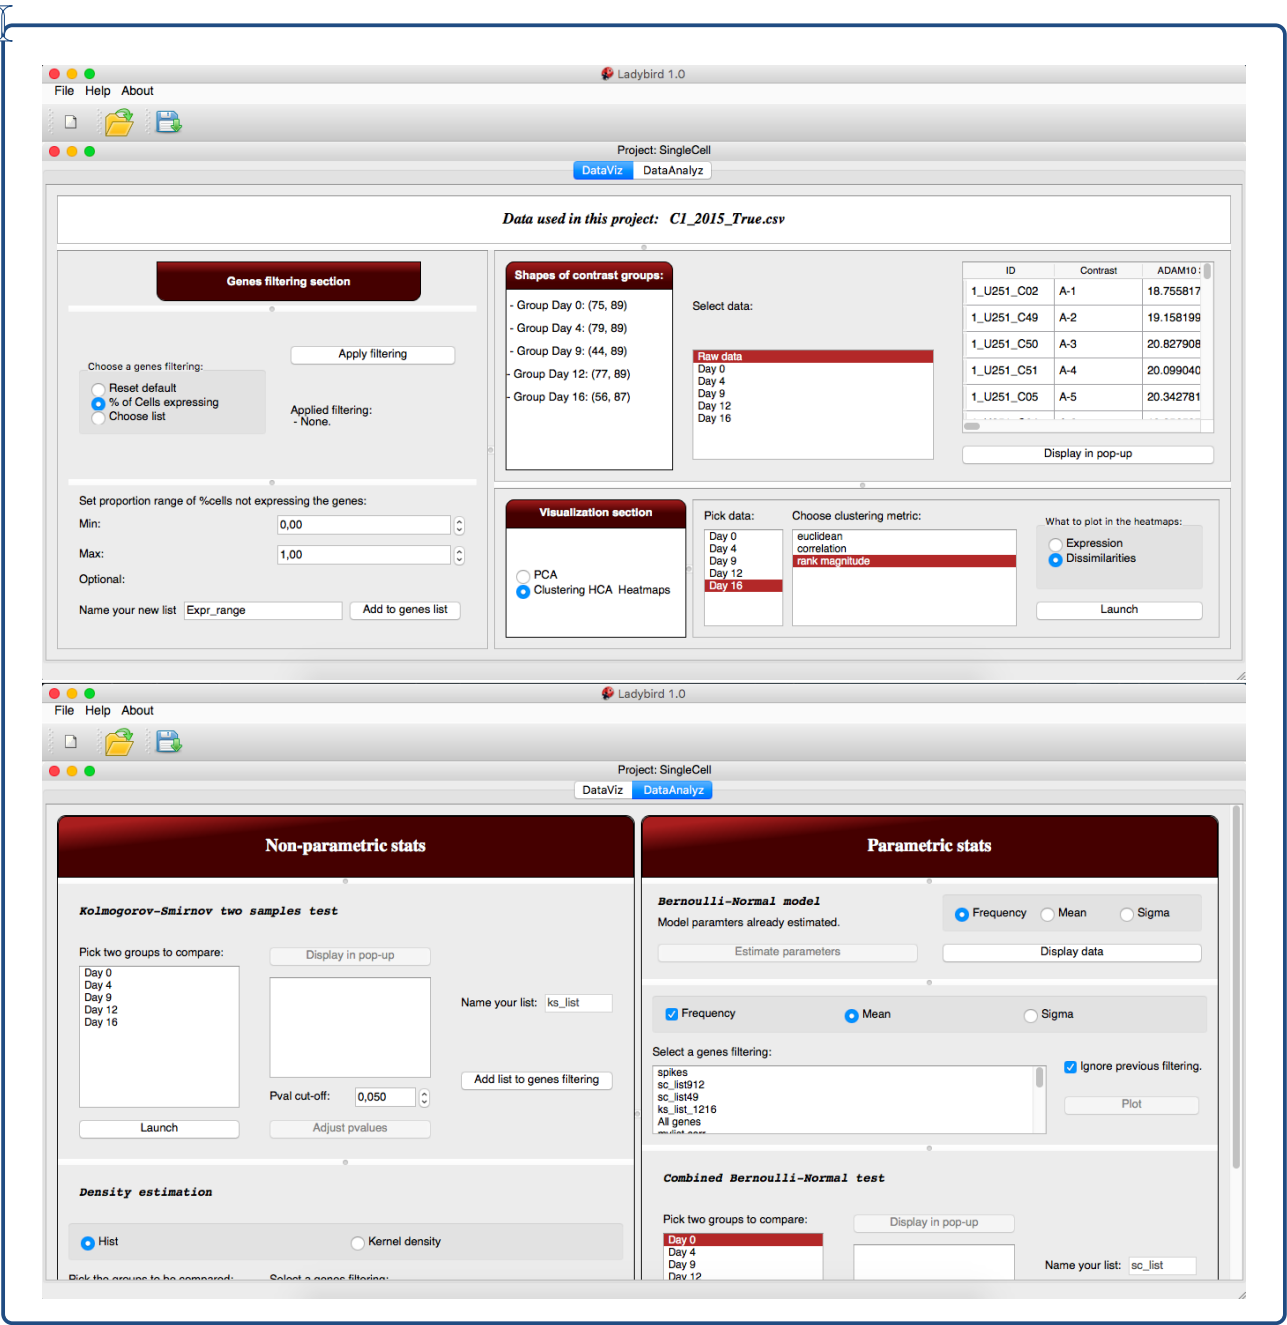 Ladybird 1.0
File Help About
Project: SingleCell
DataViz DataAnalyz
Data used in this project: C1_2015_True.csv
Genes filtering section
Choose a genes filtering:
Reset default
% of Cells expressing
Choose list
Apply filtering
Applied filtering:
- None.
Set proportion range of %cells not expressing the genes:
Min: 0,00
Max: 1,00
Optional:
Name your new list Expr_range Add to genes list
Shapes of contrast groups:
- Group Day 0: (75, 89)
- Group Day 4: (79, 89)
- Group Day 9: (44, 89)
- Group Day 12: (77, 89)
- Group Day 16: (56, 87)
Select data:
Raw data
Day 0
Day 4
Day 9
Day 12
Day 16
ID Contrast ADAM10
1_U251_C02 A-1 18.755817
1_U251_C49 A-2 19.158199
1_U251_C50 A-3 20.827908
1_U251_C51 A-4 20.099040
1_U251_C05 A-5 20.342781
Display in pop-up
Visualization section
PCA
Clustering HCA Heatmaps
Pick data:
Day 0
Day 4
Day 9
Day 12
Day 16
Choose clustering metric:
euclidean
correlation
rank magnitude
What to plot in the heatmaps:
Expression
Dissimilarities
Launch
Ladybird 1.0
File Help About
Project: SingleCell
DataViz DataAnalyz
Non-parametric stats
Kolmogorov-Smirnov two samples test
Pick two groups to compare:
Day 0
Day 4
Day 9
Day 12
Day 16
Launch
Display in pop-up
Pval cut-off: 0,050
Adjust pvalues
Name your list: ks_list
Add list to genes filtering
Density estimation
Hist Kernel density
Pick the groups to be compared: Select a genes filtering:
Parametric stats
Bernoulli-Normal model
Model paramters already estimated.
Frequency Mean Sigma
Estimate parameters Display data
Frequency Mean Sigma
Select a genes filtering:
spikes
sc_list912
sc_list49
ks_list_1216
All genes
Ignore previous filtering.
Plot
Combined Bernoulli-Normal test
Pick two groups to compare:
Day 0
Day 4
Day 9
Day 12
Display in pop-up
Name your list: sc_list